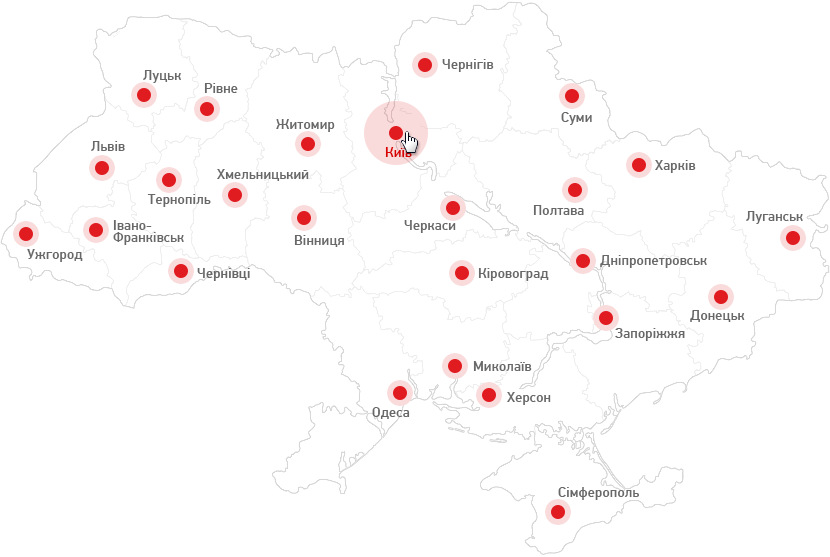 Чернігів
Луцьк
Рівне
Суми
Житомир
Київ
Львів
Харків
Хмельницький
Тернопіль
Полтава
Луганськ
Черкаси
Івано-
Франківськ
Вінниця
Ужгород
Дніпропетровськ
Чернівці
Кіровоград
Донецьк
Запоріжжя
Миколаїв
Херсон
Одеса
Сімферополь